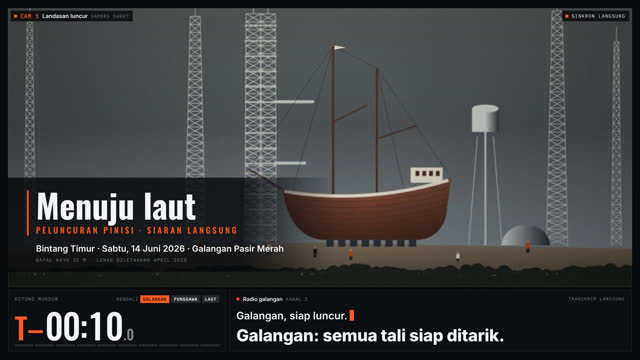 CAM 1 Landasan luncur KAMERA DARAT
SINKRON LANGSUNG
Menuju laut
PELUNCURAN PINISI · SIARAN LANGSUNG
Bintang Timur · Sabtu, 14 Juni 2026 · Galangan Pasir Merah
KAPAL KAYU 32 M · LUNAS DILETAKKAN APRIL 2025
HITUNG MUNDUR
KENDALI GALANGAN PUNGGAWA LAUT
T−00:10.0
Radio galangan KANAL 2
TRANSKRIP LANGSUNG
Galangan, siap luncur.
Galangan: semua tali siap ditarik.